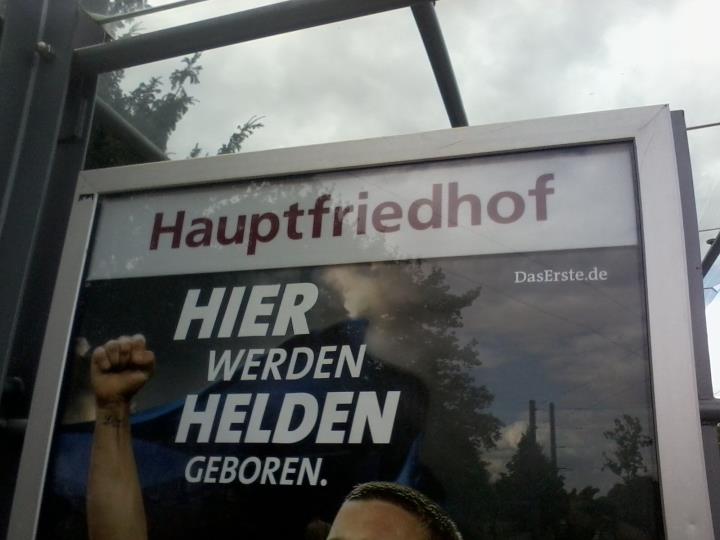 Hauptfriedhof
DasErste.de
HIER
WERDEN
HELDEN
GEBOREN.